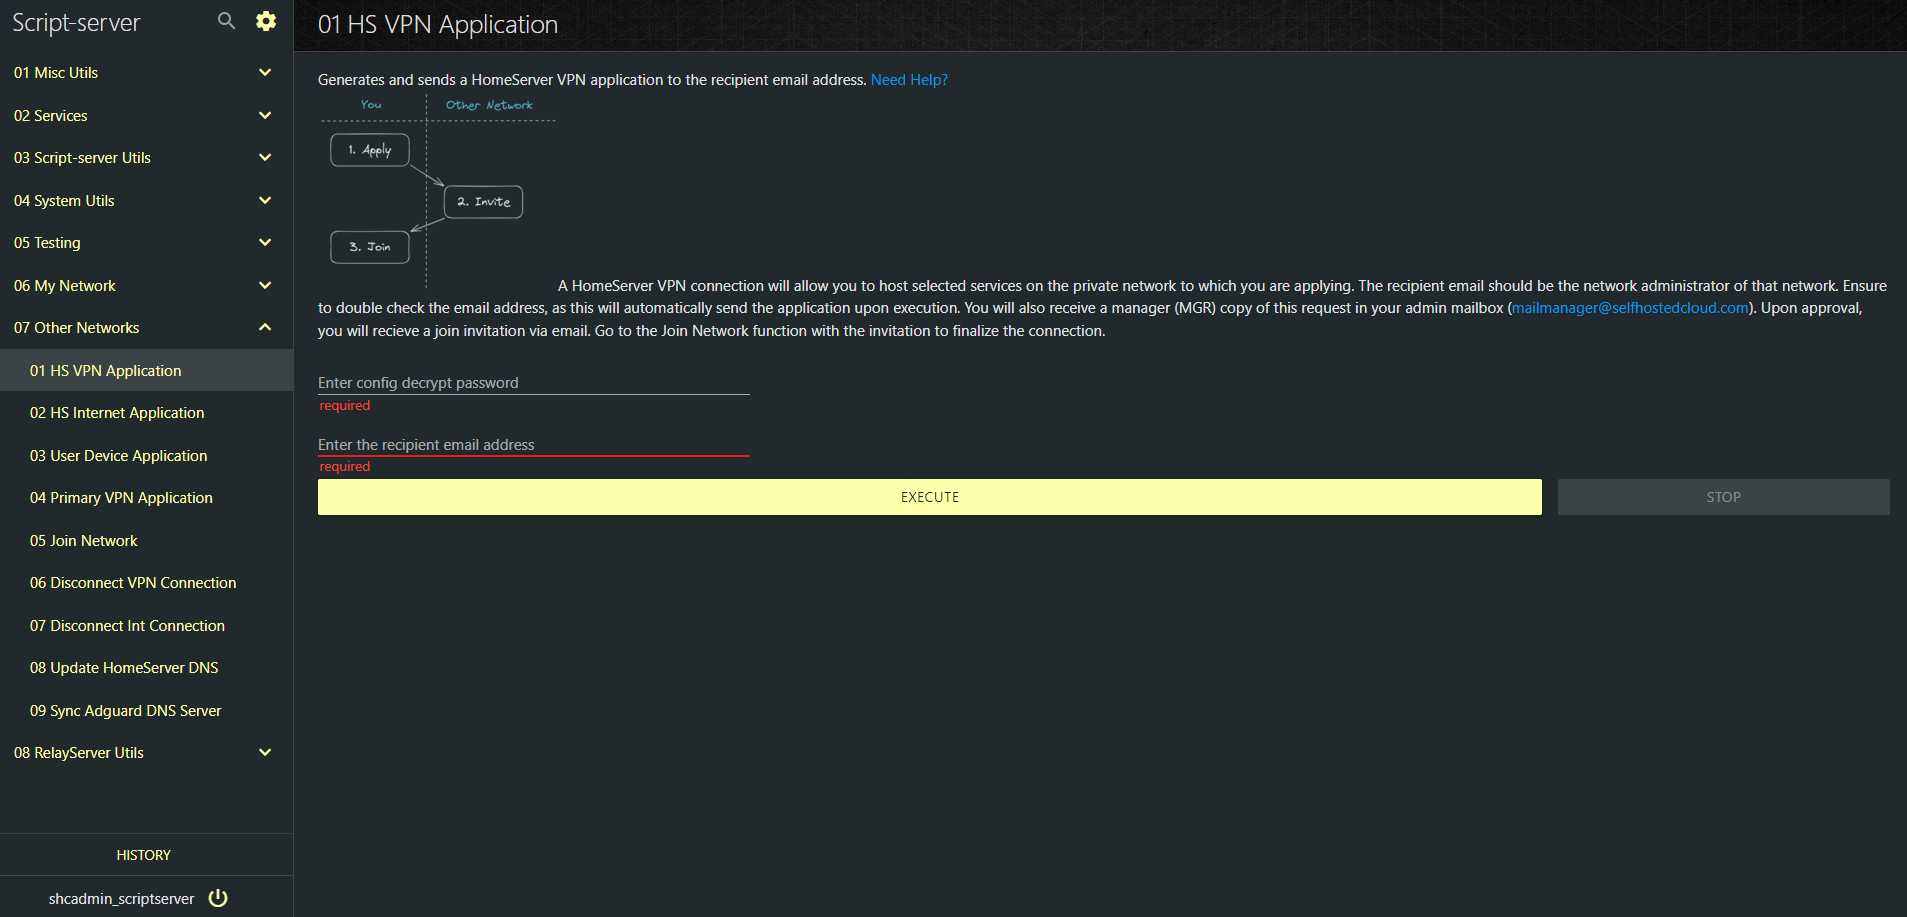 Script-server
01 Misc Utils
02 Services
03 Script-server Utils
04 System Utils
05 Testing
06 My Network
07 Other Networks
01 HS VPN Application
02 HS Internet Application
03 User Device Application
04 Primary VPN Application
05 Join Network
06 Disconnect VPN Connection
07 Disconnect Int Connection
08 Update HomeServer DNS
09 Sync Adguard DNS Server
08 RelayServer Utils
HISTORY
shcadmin_scriptserver
01 HS VPN Application
Generates and sends a HomeServer VPN application to the recipient email address. Need Help?
You Other Network
1. Apply
2. Invite
3. Join
A HomeServer VPN connection will allow you to host selected services on the private network to which you are applying. The recipient email should be the network administrator of that network. Ensure
to double check the email address, as this will automatically send the application upon execution. You will also receive a manager (MGR) copy of this request in your admin mailbox (mailmanager@selfhostedcloud.com). Upon approval,
you will recieve a join invitation via email. Go to the Join Network function with the invitation to finalize the connection.
Enter config decrypt password
required
Enter the recipient email address
required
EXECUTE STOP